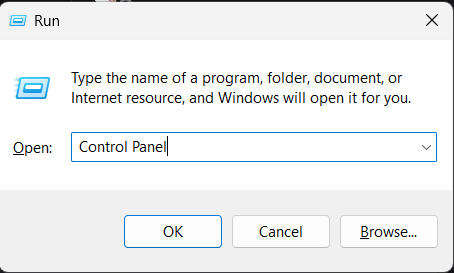 Run
Type the name of a program, folder, document, or
Internet resource, and Windows will open it for you.
Open: Control Panel
OK Cancel Browse...